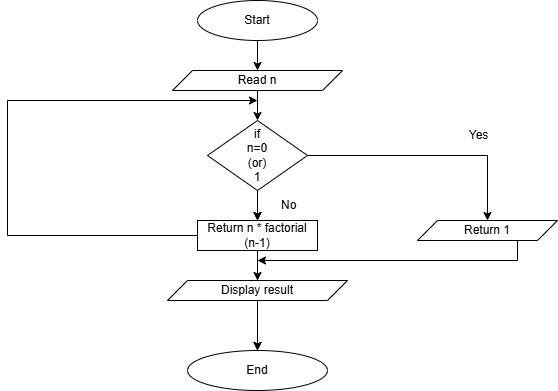 Start
Read n
if
n=0
(or)
1
Yes
No
Return n * factorial
(n-1)
Return 1
Display result
End